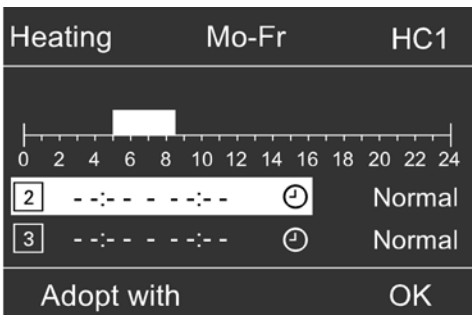 Heating Mo-Fr HC1
0 2 4 6 8 10 12 14 16 18 20 22 24
2 - -:- - - - -:- - Normal
3 - -:- - - - -:- - Normal
Adopt with OK